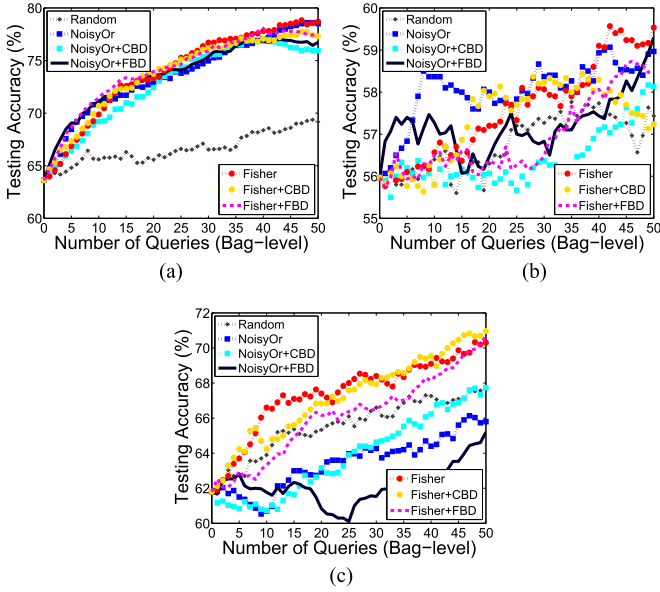 80
75
70
65
60
Testing Accuracy (%)
Random
NoisyOr
NoisyOr+CBD
NoisyOr+FBD
Fisher
Fisher+CBD
Fisher+FBD
0 5 10 15 20 25 30 35 40 45 50
Number of Queries (Bag−level)
(a)
60
59
58
57
56
55
Testing Accuracy (%)
Random
NoisyOr
NoisyOr+CBD
NoisyOr+FBD
Fisher
Fisher+CBD
Fisher+FBD
0 5 10 15 20 25 30 35 40 45 50
Number of Queries (Bag−level)
(b)
72
70
68
66
64
62
60
Testing Accuracy (%)
Random
NoisyOr
NoisyOr+CBD
NoisyOr+FBD
Fisher
Fisher+CBD
Fisher+FBD
0 5 10 15 20 25 30 35 40 45 50
Number of Queries (Bag−level)
(c)